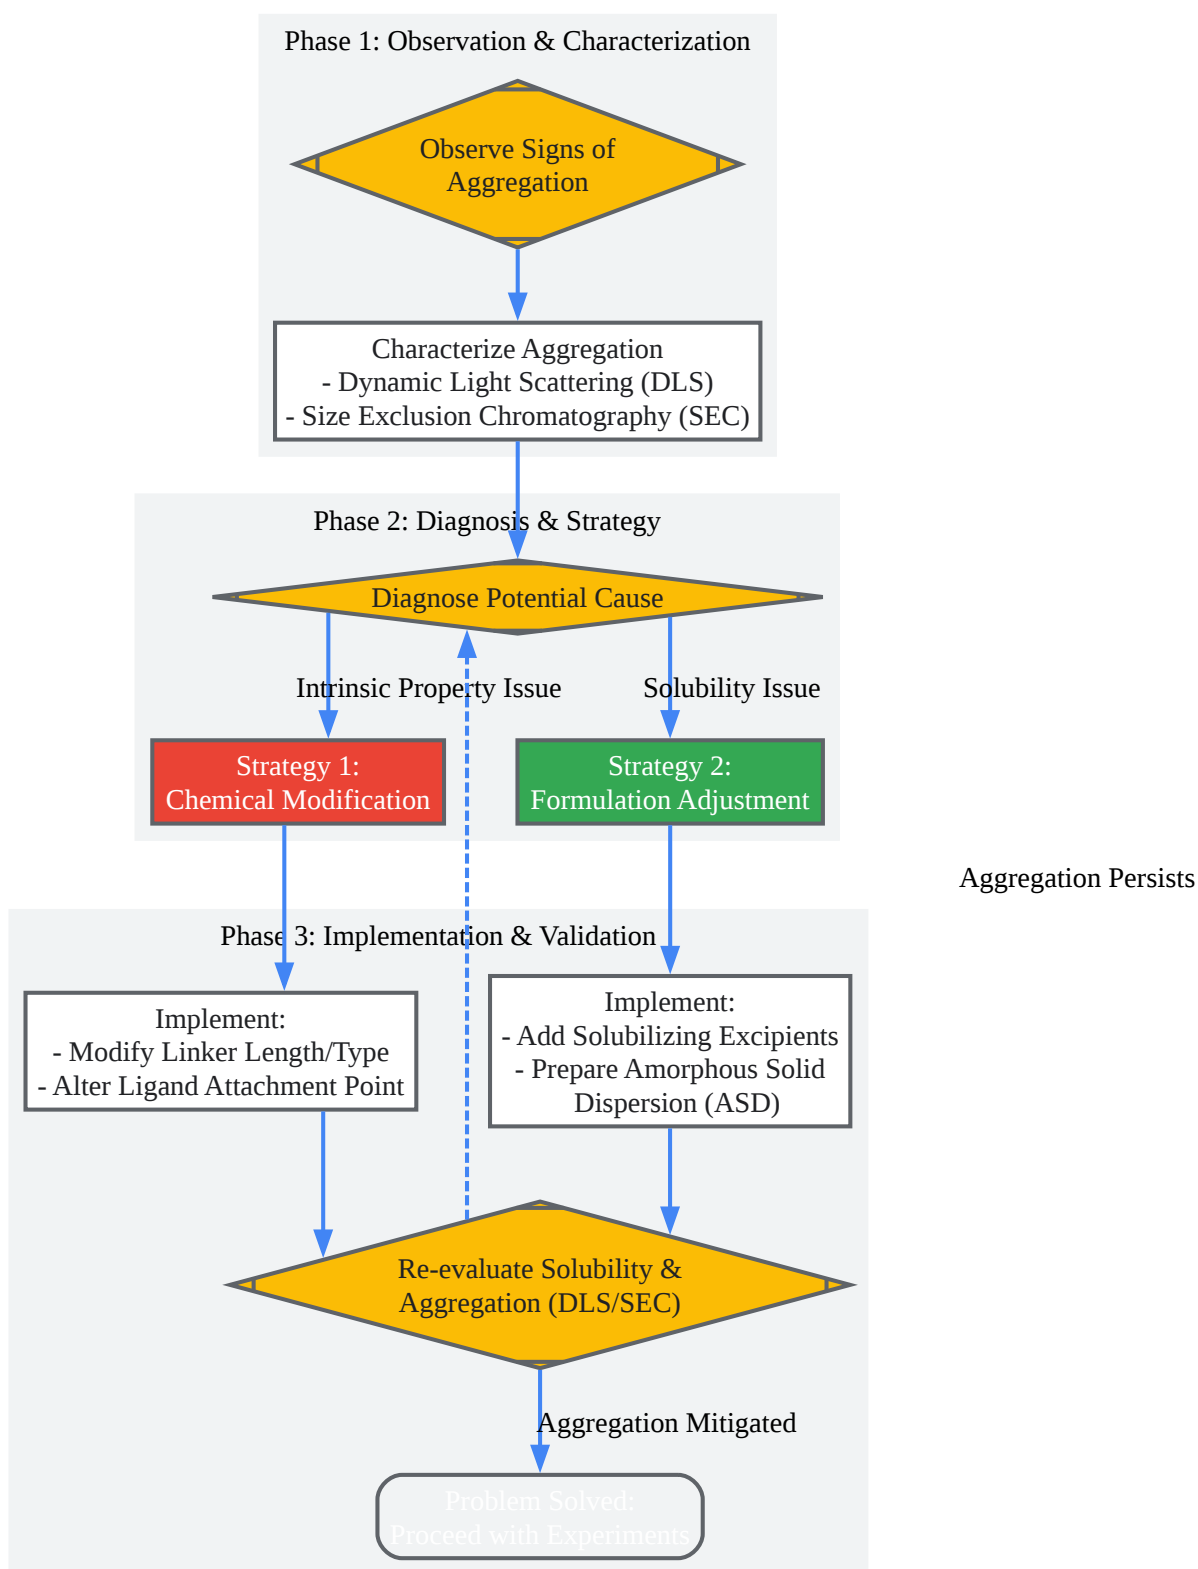 Phase 1: Observation & Characterization
Observe Signs of
Aggregation
Characterize Aggregation
- Dynamic Light Scattering (DLS)
- Size Exclusion Chromatography (SEC)
Phase 2: Diagnosis & Strategy
Diagnose Potential Cause
Intrinsic Property Issue
Solubility Issue
Strategy 1:
Chemical Modification
Strategy 2:
Formulation Adjustment
Aggregation Persists
Phase 3: Implementation & Validation
Implement:
- Modify Linker Length/Type
- Alter Ligand Attachment Point
Implement:
- Add Solubilizing Excipients
- Prepare Amorphous Solid
Dispersion (ASD)
Re-evaluate Solubility &
Aggregation (DLS/SEC)
Aggregation Mitigated
Problem Solved:
Proceed with Experiments